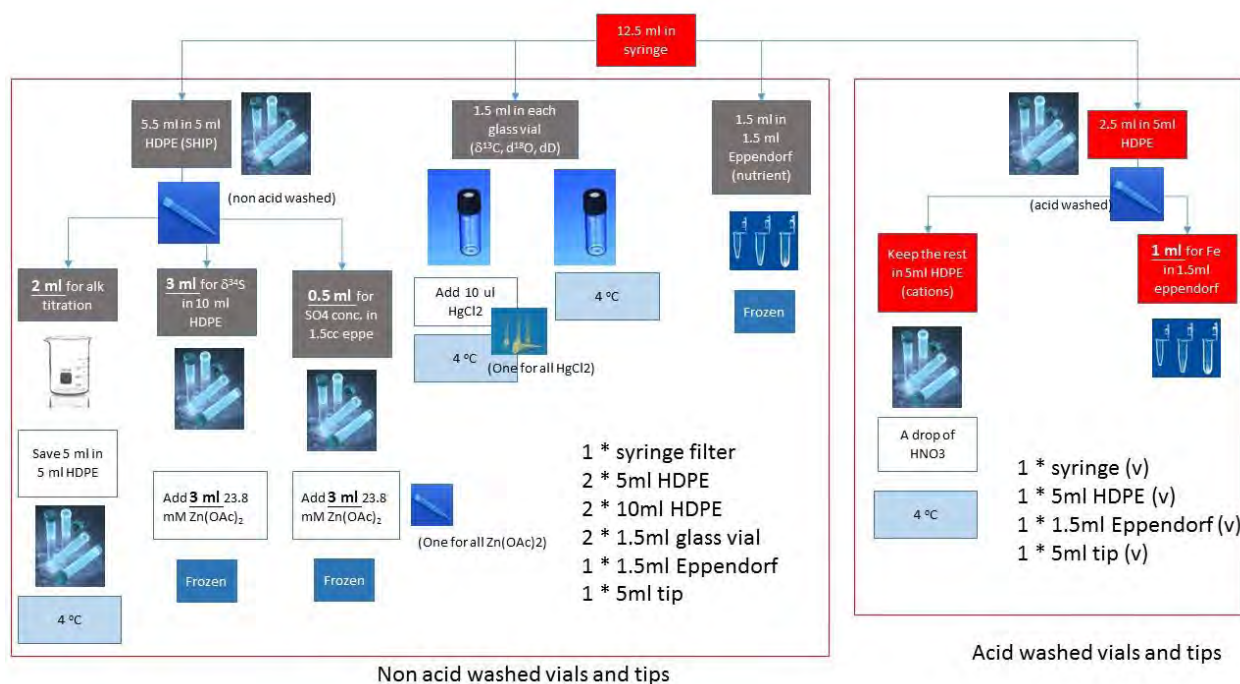 12.5 ml in
syringe
5.5 ml in 5 ml
HDPE (SHIP)
1.5 ml in each
glass vial
(δ¹³C, d¹⁸O, dD)
1.5 ml in
1.5 ml
Eppendorf
(nutrient)
2.5 ml in 5ml
HDPE
(non acid washed)
(acid washed)
2 ml for alk
titration
3 ml for δ³⁴S
in 10 ml
HDPE
0.5 ml for
SO4 conc. in
1.5cc eppe
Add 10 ul
HgCl2
4 °C
(One for all HgCl2)
4 °C
Frozen
Keep the rest
in 5ml HDPE
(cations)
1 ml for Fe
in 1.5ml
eppendorf
Save 5 ml in
5 ml HDPE
4 °C
Add 3 ml 23.8
mM Zn(OAc)₂
Frozen
Add 3 ml 23.8
mM Zn(OAc)₂
Frozen
(One for all Zn(OAc)2)
1 * syringe filter
2 * 5ml HDPE
2 * 10ml HDPE
2 * 1.5ml glass vial
1 * 1.5ml Eppendorf
1 * 5ml tip
A drop of
HNO3
4 °C
1 * syringe (v)
1 * 5ml HDPE (v)
1 * 1.5ml Eppendorf (v)
1 * 5ml tip (v)
Non acid washed vials and tips
Acid washed vials and tips